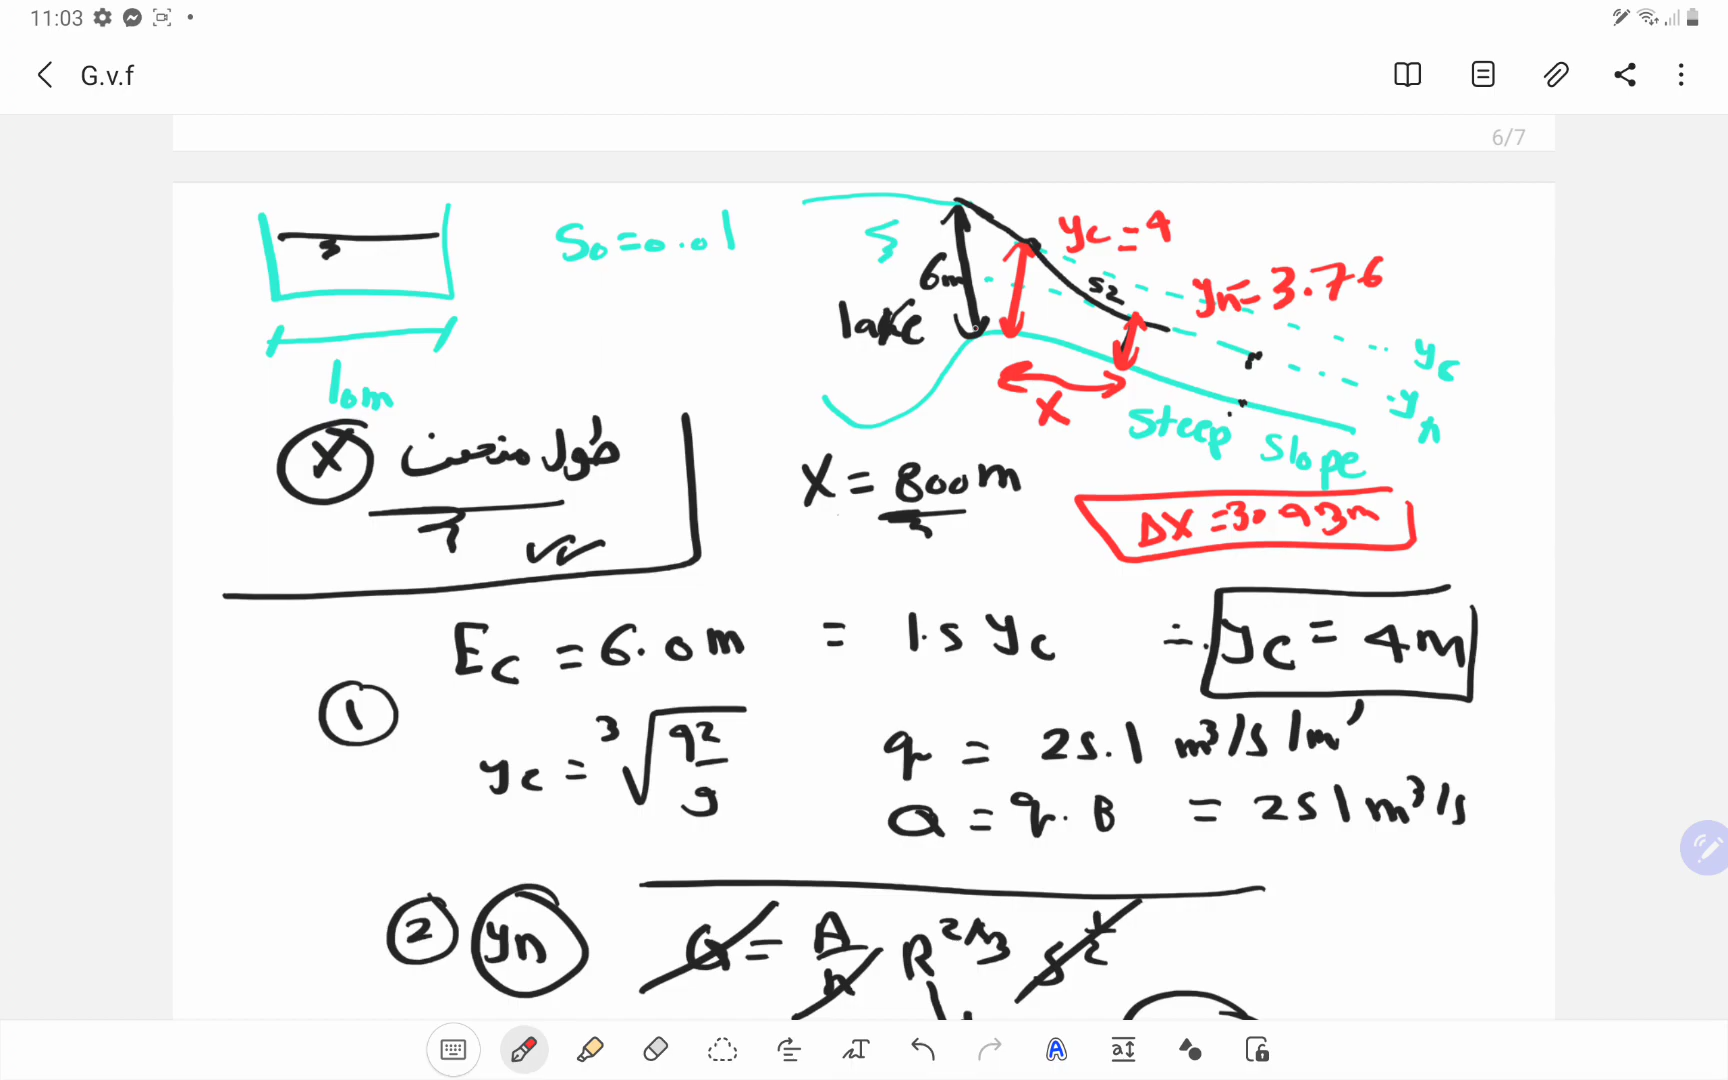 11:03
G.v.f
6/7
So = 0.01
10m
lake
6m
yc = 4
S2
yn = 3.76
yc
yn
X
Steep Slope
X طول منحنى
X = 800m
ΔX = 30.93m
Ec = 6.0m = 1.5 yc ∴ yc = 4m
1
yc = ³√q²/g
q = 25.1 m³/s/m'
Q = q. B = 251 m³/s
2 yn
Q = A/n R^2/3 S^1/2